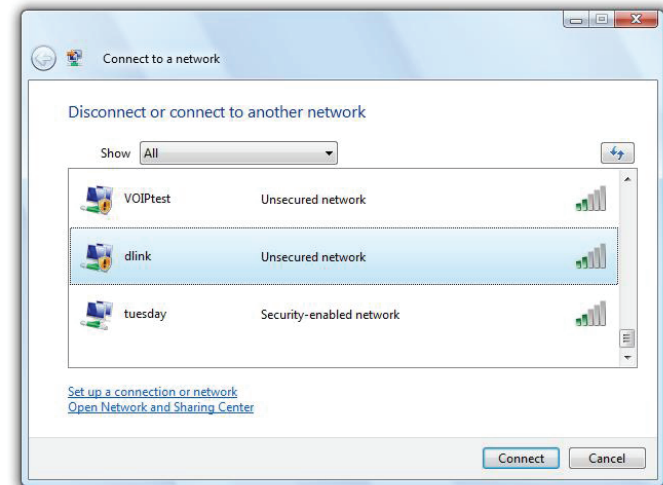 Connect to a network
Disconnect or connect to another network
Show All
VOIPtest Unsecured network
dlink Unsecured network
tuesday Security-enabled network
Set up a connection or network
Open Network and Sharing Center
Connect Cancel